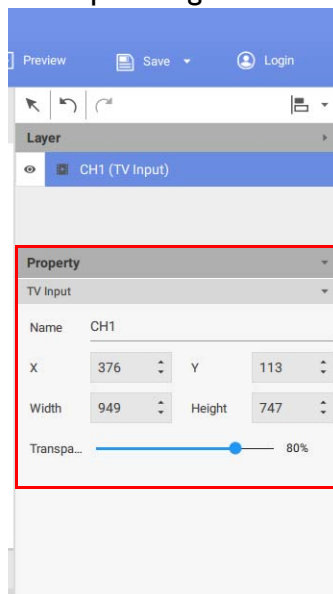 Preview Save Login
Layer
CH1 (TV Input)
Property
TV Input
Name CH1
X 376 Y 113
Width 949 Height 747
Transpa... 80%